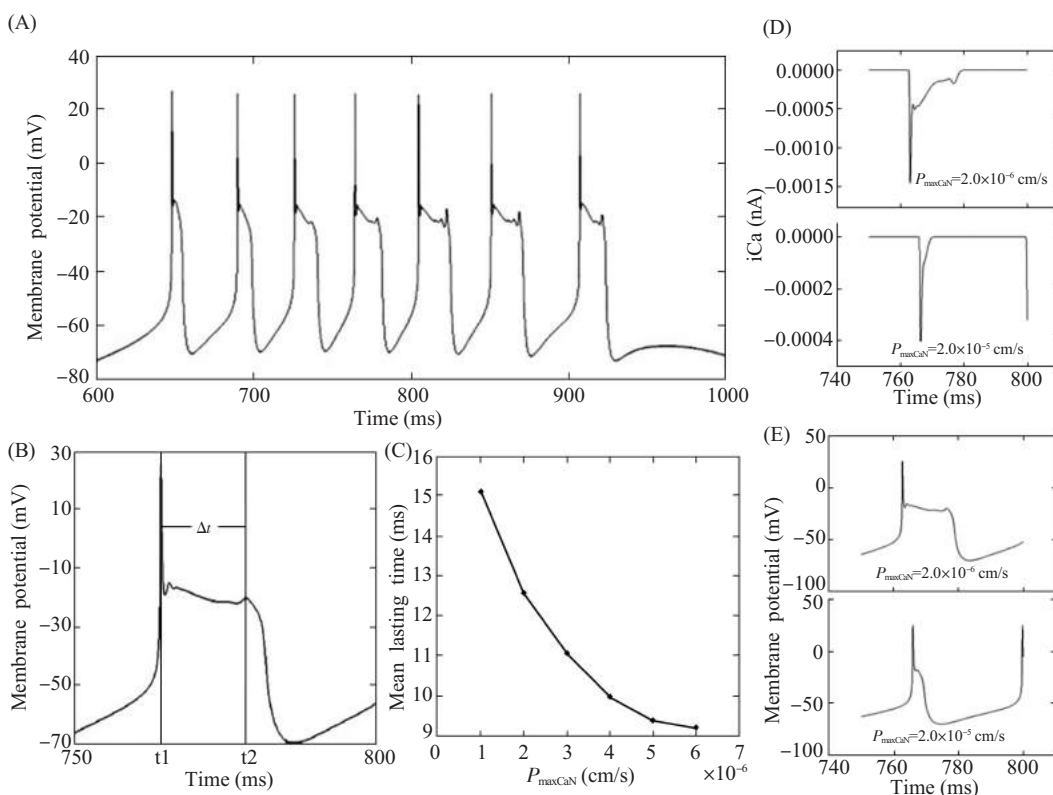 (A)
Membrane potential (mV)
40
20
0
−20
−40
−60
−80
600
700
800
900
1000
Time (ms)
(B)
Membrane potential (mV)
30
10
−10
−30
−50
−70
Δt
750
t1
t2
800
Time (ms)
(C)
Mean lasting time (ms)
16
15
14
13
12
11
10
9
0 1 2 3 4 5 6 7
PmaxCaN (cm/s)
×10⁻⁶
(D)
iCa (nA)
0.0000
−0.0005
−0.0010
−0.0015
PmaxCaN=2.0×10⁻⁶ cm/s
0.0000
−0.0002
−0.0004
PmaxCaN=2.0×10⁻⁵ cm/s
740 760 780 800
Time (ms)
(E)
Membrane potential (mV)
50
0
−50
−100
PmaxCaN=2.0×10⁻⁶ cm/s
50
0
−50
−100
PmaxCaN=2.0×10⁻⁵ cm/s
740 760 780 800
Time (ms)